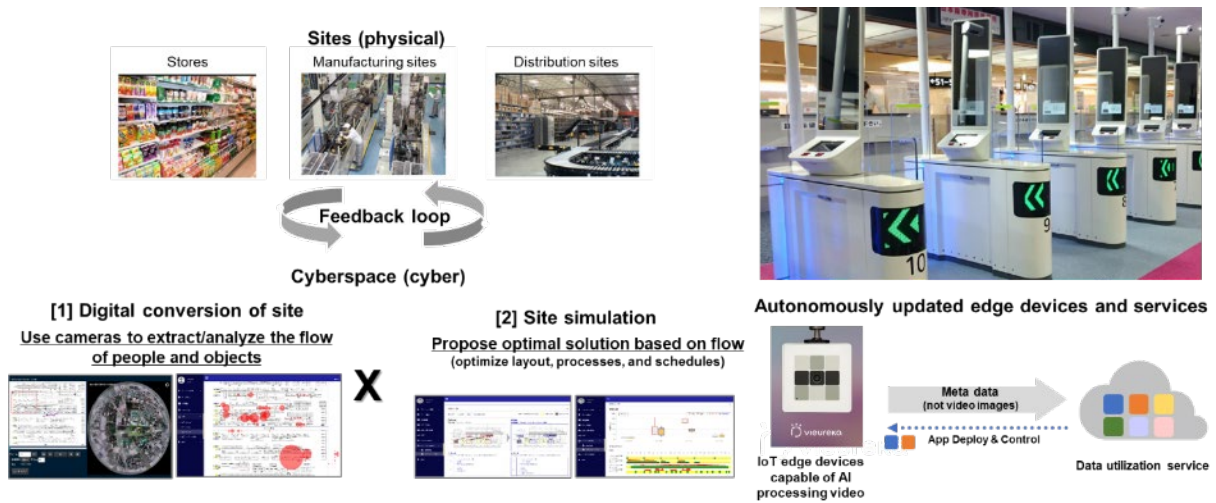 Sites (physical)
Stores
Manufacturing sites
Distribution sites
Feedback loop
Cyberspace (cyber)
[1] Digital conversion of site
Use cameras to extract/analyze the flow
of people and objects
X
[2] Site simulation
Propose optimal solution based on flow
(optimize layout, processes, and schedules)
10
9
8
Autonomously updated edge devices and services
VIEUREKA
Meta data
(not video images)
App Deploy & Control
IoT edge devices
capable of AI
processing video
Data utilization service